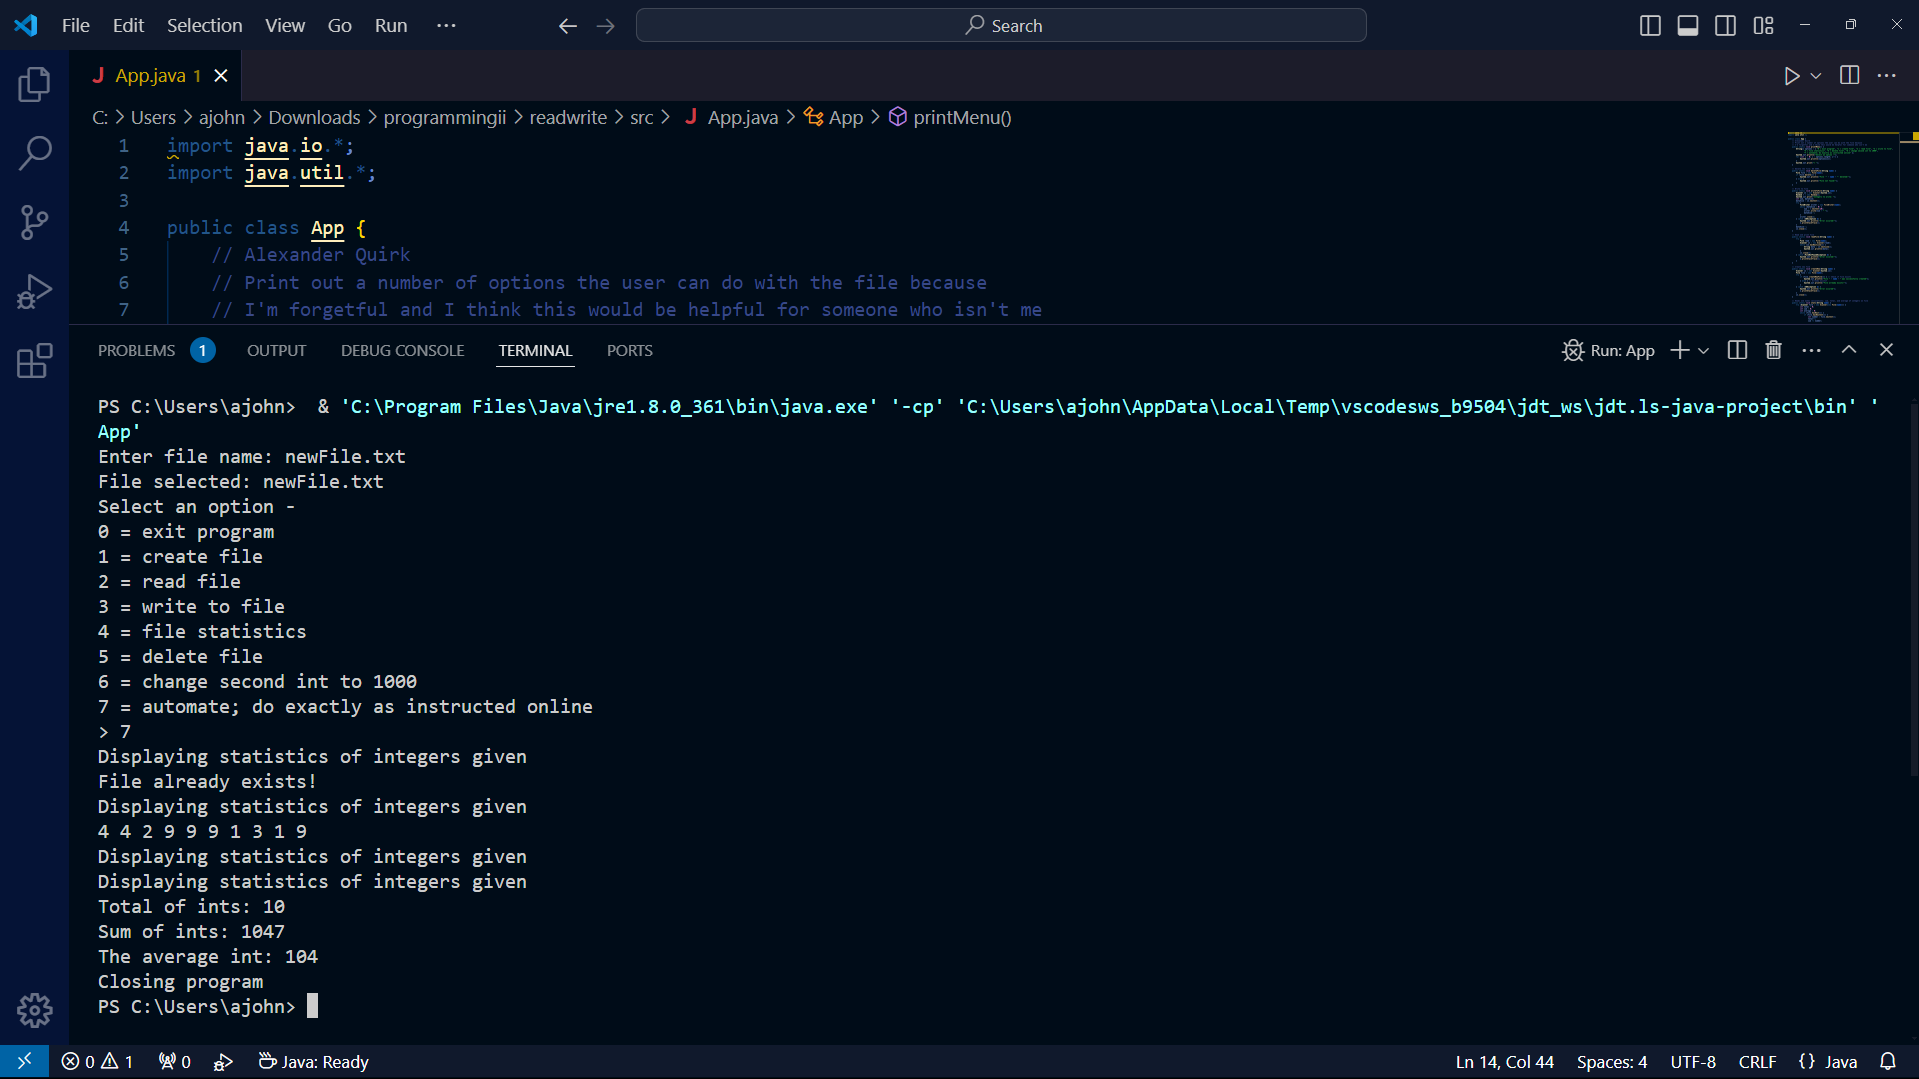 File Edit Selection View Go Run ··· Search
J App.java 1
C: > Users > ajohn > Downloads > programmingii > readwrite > src > J App.java > App > printMenu()
1 import java.io.*;
2 import java.util.*;
3
4 public class App {
5 // Alexander Quirk
6 // Print out a number of options the user can do with the file because
7 // I'm forgetful and I think this would be helpful for someone who isn't me
PROBLEMS 1 OUTPUT DEBUG CONSOLE TERMINAL PORTS Run: App
PS C:\Users\ajohn>  & 'C:\Program Files\Java\jre1.8.0_361\bin\java.exe' '-cp' 'C:\Users\ajohn\AppData\Local\Temp\vscodesws_b9504\jdt_ws\jdt.ls-java-project\bin' '
App'
Enter file name: newFile.txt
File selected: newFile.txt
Select an option -
0 = exit program
1 = create file
2 = read file
3 = write to file
4 = file statistics
5 = delete file
6 = change second int to 1000
7 = automate; do exactly as instructed online
> 7
Displaying statistics of integers given
File already exists!
Displaying statistics of integers given
4 4 2 9 9 9 1 3 1 9
Displaying statistics of integers given
Displaying statistics of integers given
Total of ints: 10
Sum of ints: 1047
The average int: 104
Closing program
PS C:\Users\ajohn>
0 1 0 Java: Ready Ln 14, Col 44 Spaces: 4 UTF-8 CRLF {} Java